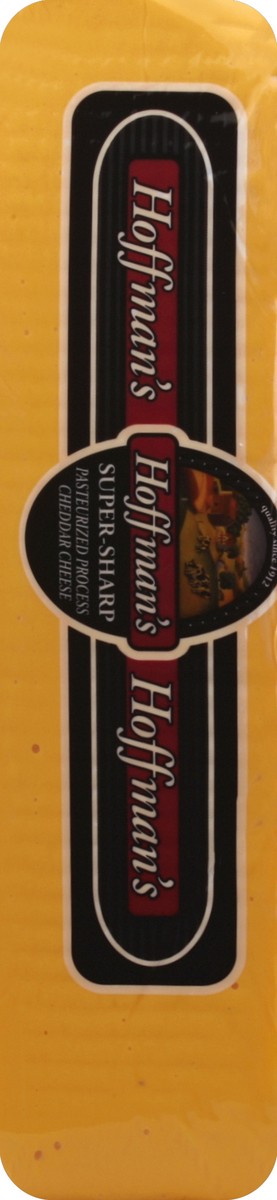 Hoffman's
quality since 1912
Hoffman's
SUPER-SHARP
PASTEURIZED PROCESS
CHEDDAR CHEESE
Hoffman's